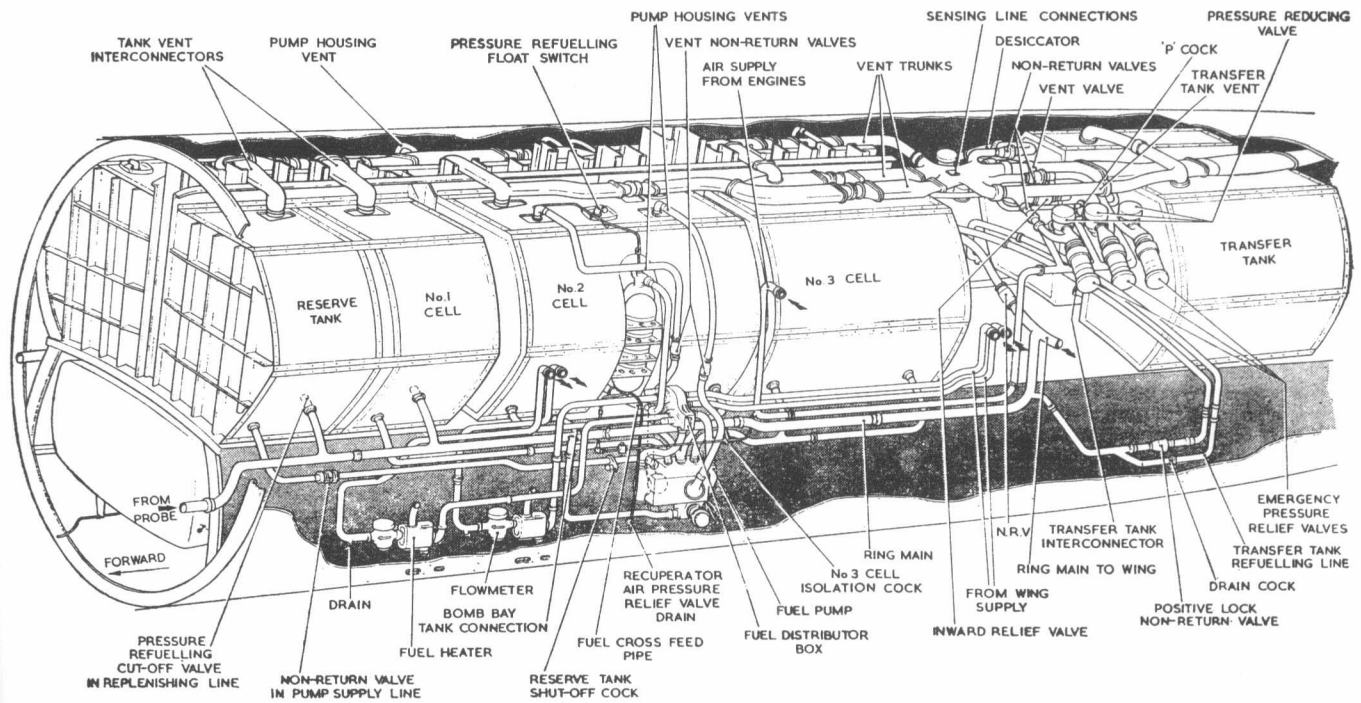 TANK VENT
INTERCONNECTORS
PUMP HOUSING
VENT
PRESSURE REFUELLING
FLOAT SWITCH
PUMP HOUSING VENTS
VENT NON-RETURN VALVES
AIR SUPPLY
FROM ENGINES
VENT TRUNKS
SENSING LINE CONNECTIONS
DESICCATOR
NON-RETURN VALVES
VENT VALVE
'P' COCK
PRESSURE REDUCING
VALVE
TRANSFER
TANK VENT
RESERVE
TANK
No.1
CELL
No.2
CELL
No.3 CELL
TRANSFER
TANK
FROM
PROBE
FORWARD
DRAIN
PRESSURE
REFUELLING
CUT-OFF VALVE
IN REPLENISHING LINE
FUEL HEATER
NON-RETURN VALVE
IN PUMP SUPPLY LINE
FLOWMETER
BOMB BAY
TANK CONNECTION
RESERVE TANK
SHUT-OFF COCK
FUEL CROSS FEED
PIPE
RECUPERATOR
AIR PRESSURE
RELIEF VALVE
DRAIN
FUEL PUMP
FUEL DISTRIBUTOR
BOX
RING MAIN
No 3 CELL
ISOLATION COCK
INWARD RELIEF VALVE
FROM WING
SUPPLY
N.R.V
RING MAIN TO WING
TRANSFER TANK
INTERCONNECTOR
POSITIVE LOCK
NON-RETURN VALVE
DRAIN COCK
TRANSFER TANK
REFUELLING LINE
EMERGENCY
PRESSURE
RELIEF VALVES